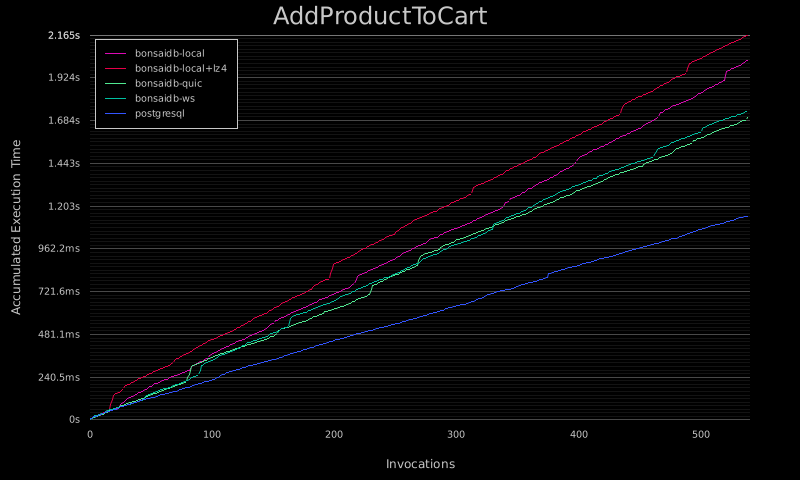 AddProductToCart
2.165s
1.924s
1.684s
1.443s
1.203s
962.2ms
721.6ms
481.1ms
240.5ms
0s
Accumulated Execution Time
bonsaidb-local
bonsaidb-local+lz4
bonsaidb-quic
bonsaidb-ws
postgresql
0 100 200 300 400 500
Invocations